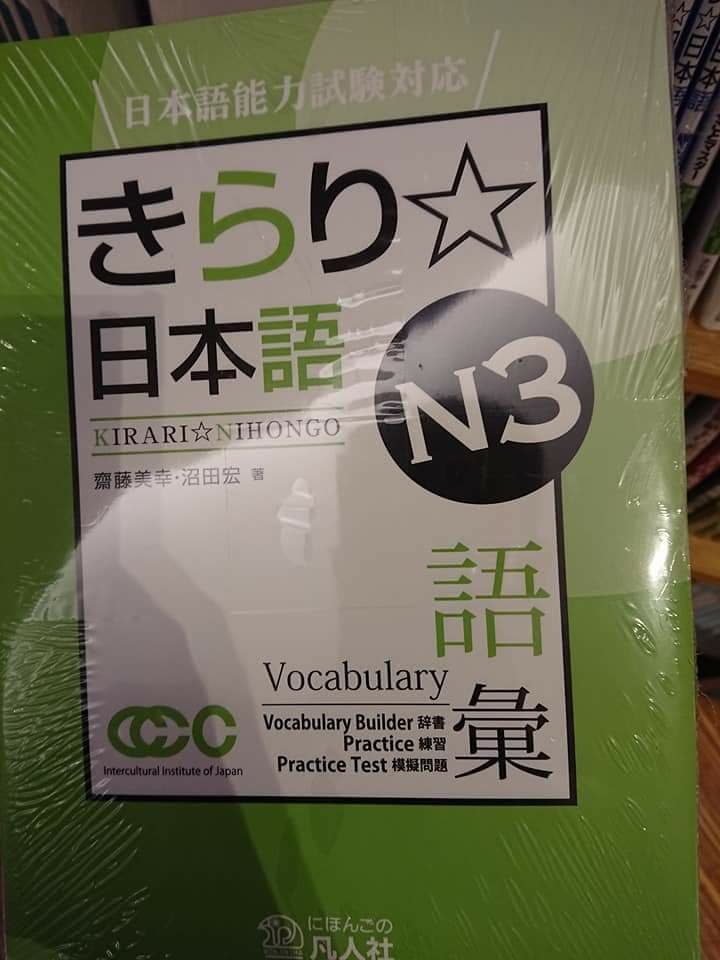 日本語能力試験対応
きらり☆
日本語
N3
KIRARI☆NIHONGO
齋藤美幸・沼田宏 著
語彙
Vocabulary
Vocabulary Builder 辞書
Practice 練習
Practice Test 模擬問題
Intercultural Institute of Japan
にほんごの
凡人社